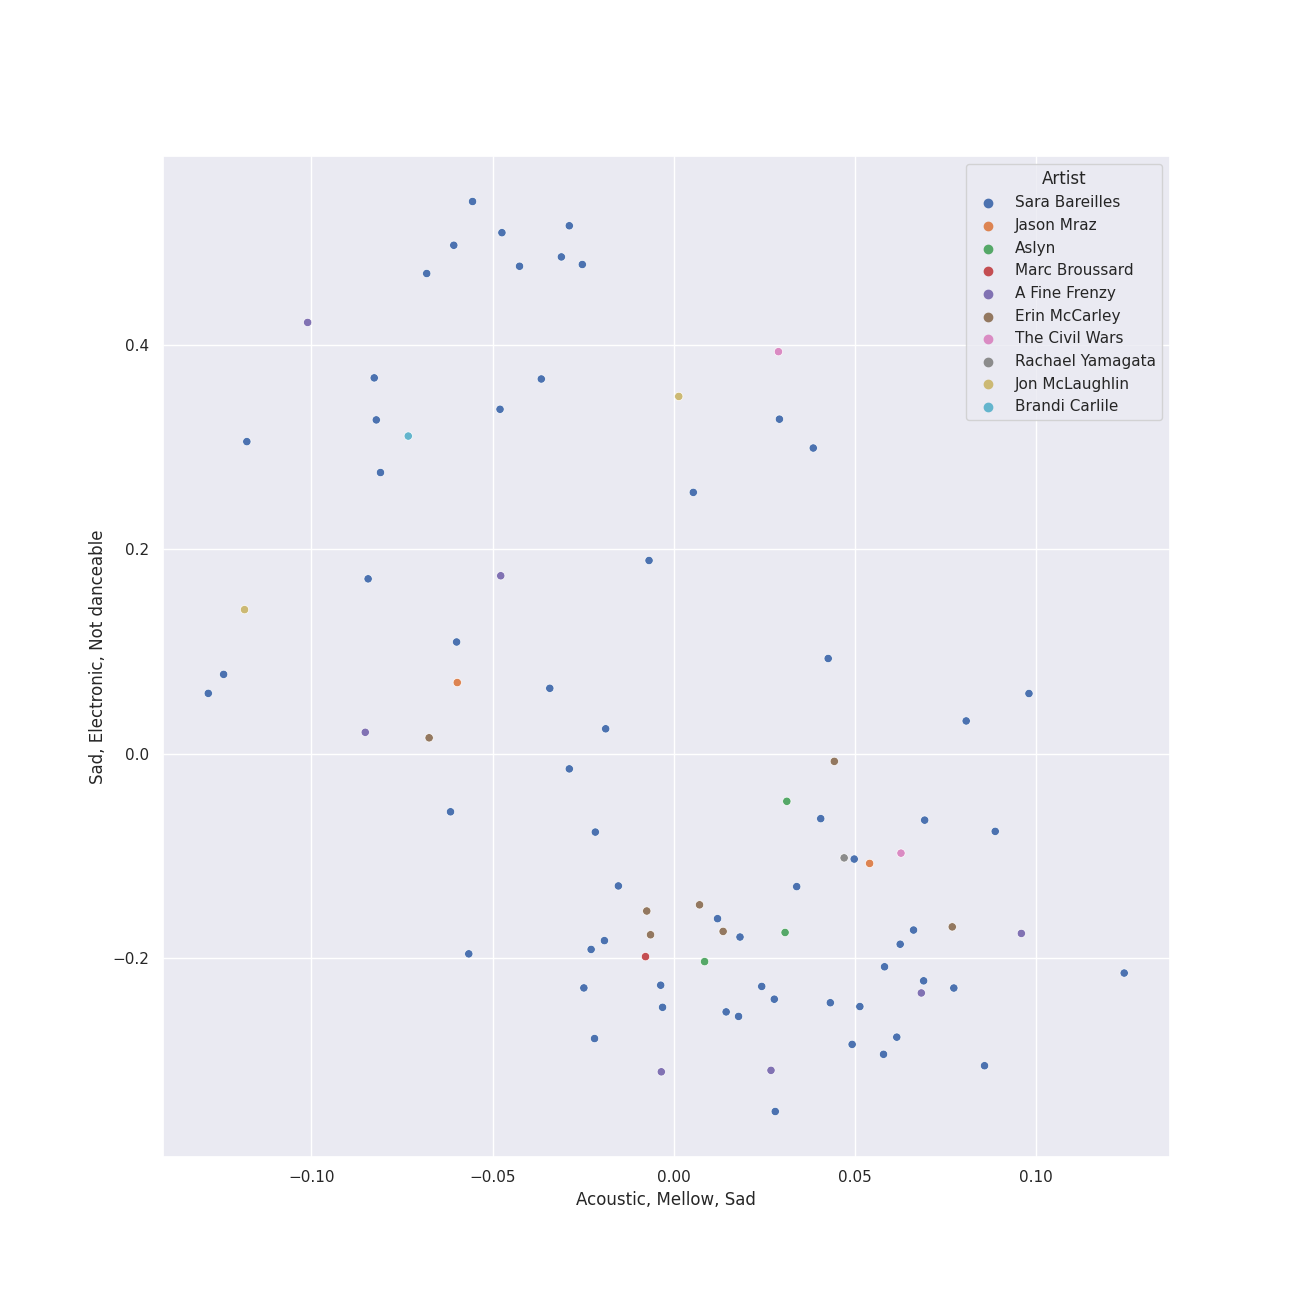 Artist
Sara Bareilles
Jason Mraz
Aslyn
Marc Broussard
A Fine Frenzy
Erin McCarley
The Civil Wars
Rachael Yamagata
Jon McLaughlin
Brandi Carlile
0.4
0.2
0.0
−0.2
Sad, Electronic, Not danceable
−0.10
−0.05
0.00
0.05
0.10
Acoustic, Mellow, Sad